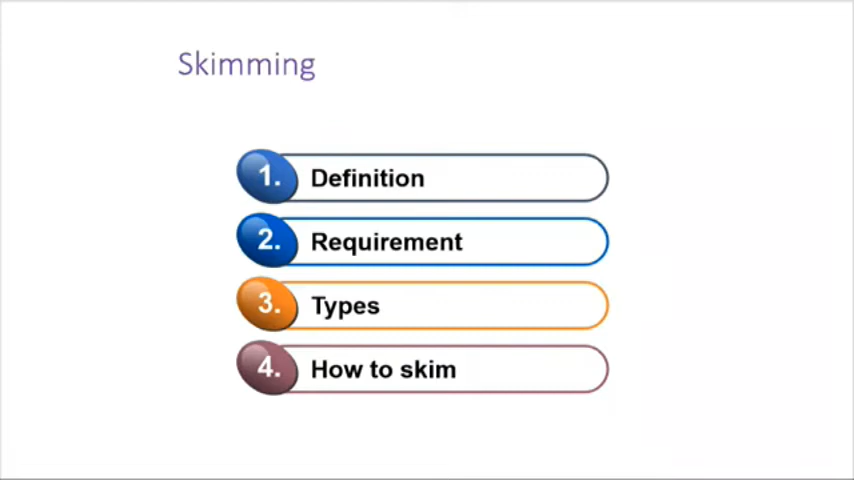 Skimming
1. Definition
2. Requirement
3. Types
4. How to skim